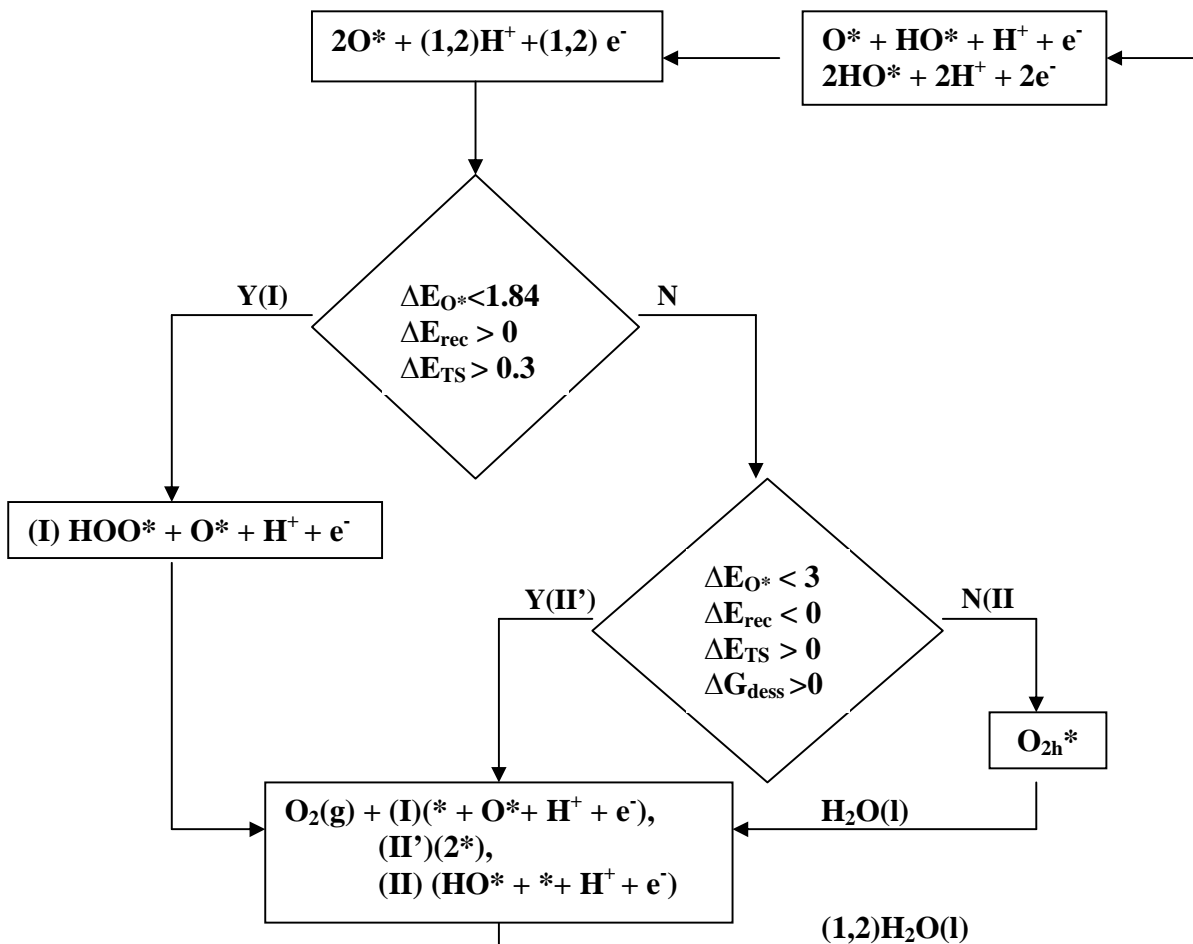 2O* + (1,2)H⁺ +(1,2) e⁻
O* + HO* + H⁺ + e⁻
2HO* + 2H⁺ + 2e⁻
Y(I)
ΔE_O*<1.84
ΔE_rec > 0
ΔE_TS > 0.3
N
(I) HOO* + O* + H⁺ + e⁻
Y(II’)
ΔE_O* < 3
ΔE_rec < 0
ΔE_TS > 0
ΔG_dess >0
N(II
O_2h*
O₂(g) + (I)(* + O*+ H⁺ + e⁻),
(II’)(2*),
(II) (HO* + *+ H⁺ + e⁻)
H₂O(l)
(1,2)H₂O(l)